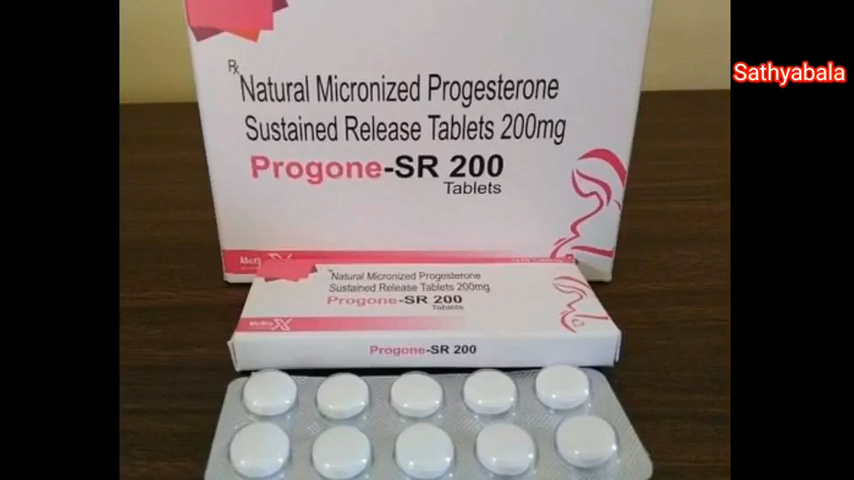 Rx
Natural Micronized Progesterone
Sustained Release Tablets 200mg
Progone-SR 200
Tablets
Sathyabala
Natural Micronized Progesterone
Sustained Release Tablets 200mg
Progone-SR 200
Tablets
X
Progone-SR 200